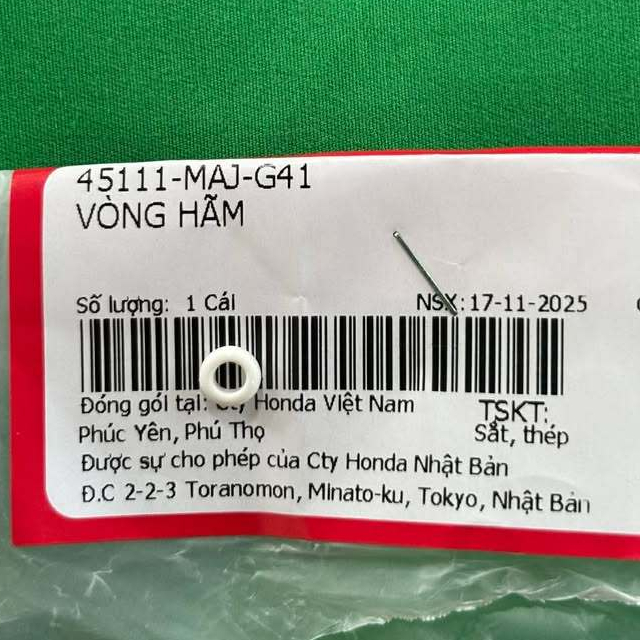 45111-MAJ-G41
VÒNG HÃM
Số lượng: 1 Cái
NSX: 17-11-2025
Đóng gói tại: Cty Honda Việt Nam
TSKT:
Phúc Yên, Phú Thọ
Sắt, thép
Được sự cho phép của Cty Honda Nhật Bản
Đ.C 2-2-3 Toranomon, Minato-ku, Tokyo, Nhật Bản